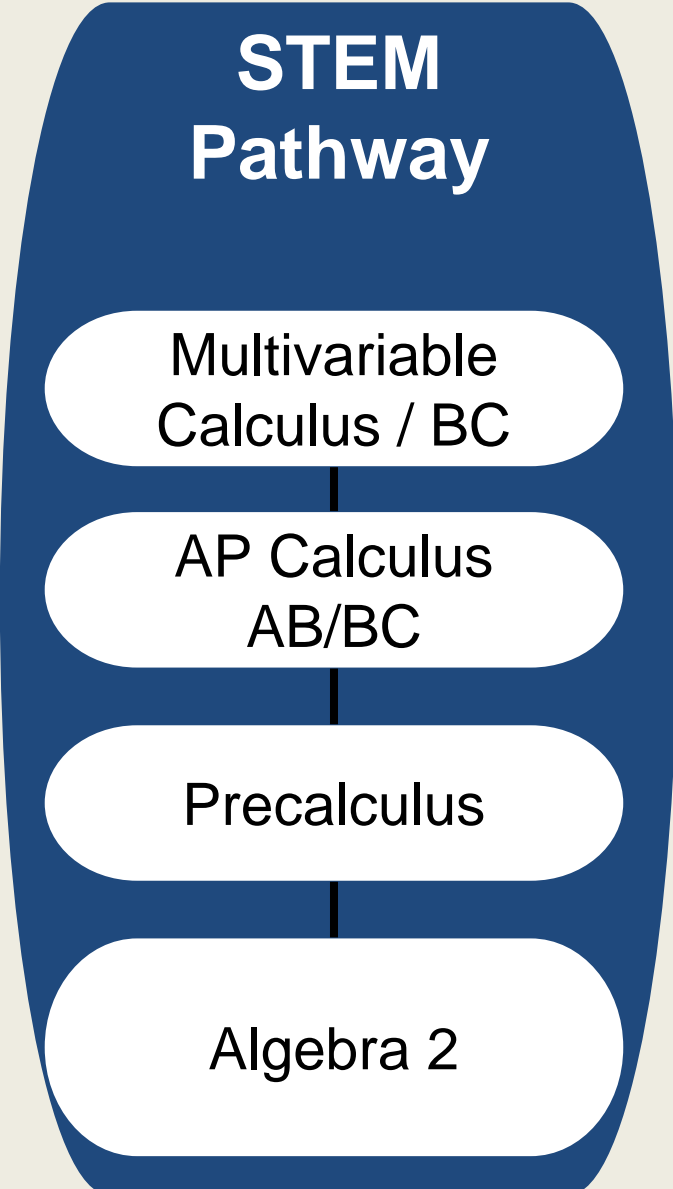 STEM
Pathway
Multivariable
Calculus / BC
AP Calculus
AB/BC
Precalculus
Algebra 2